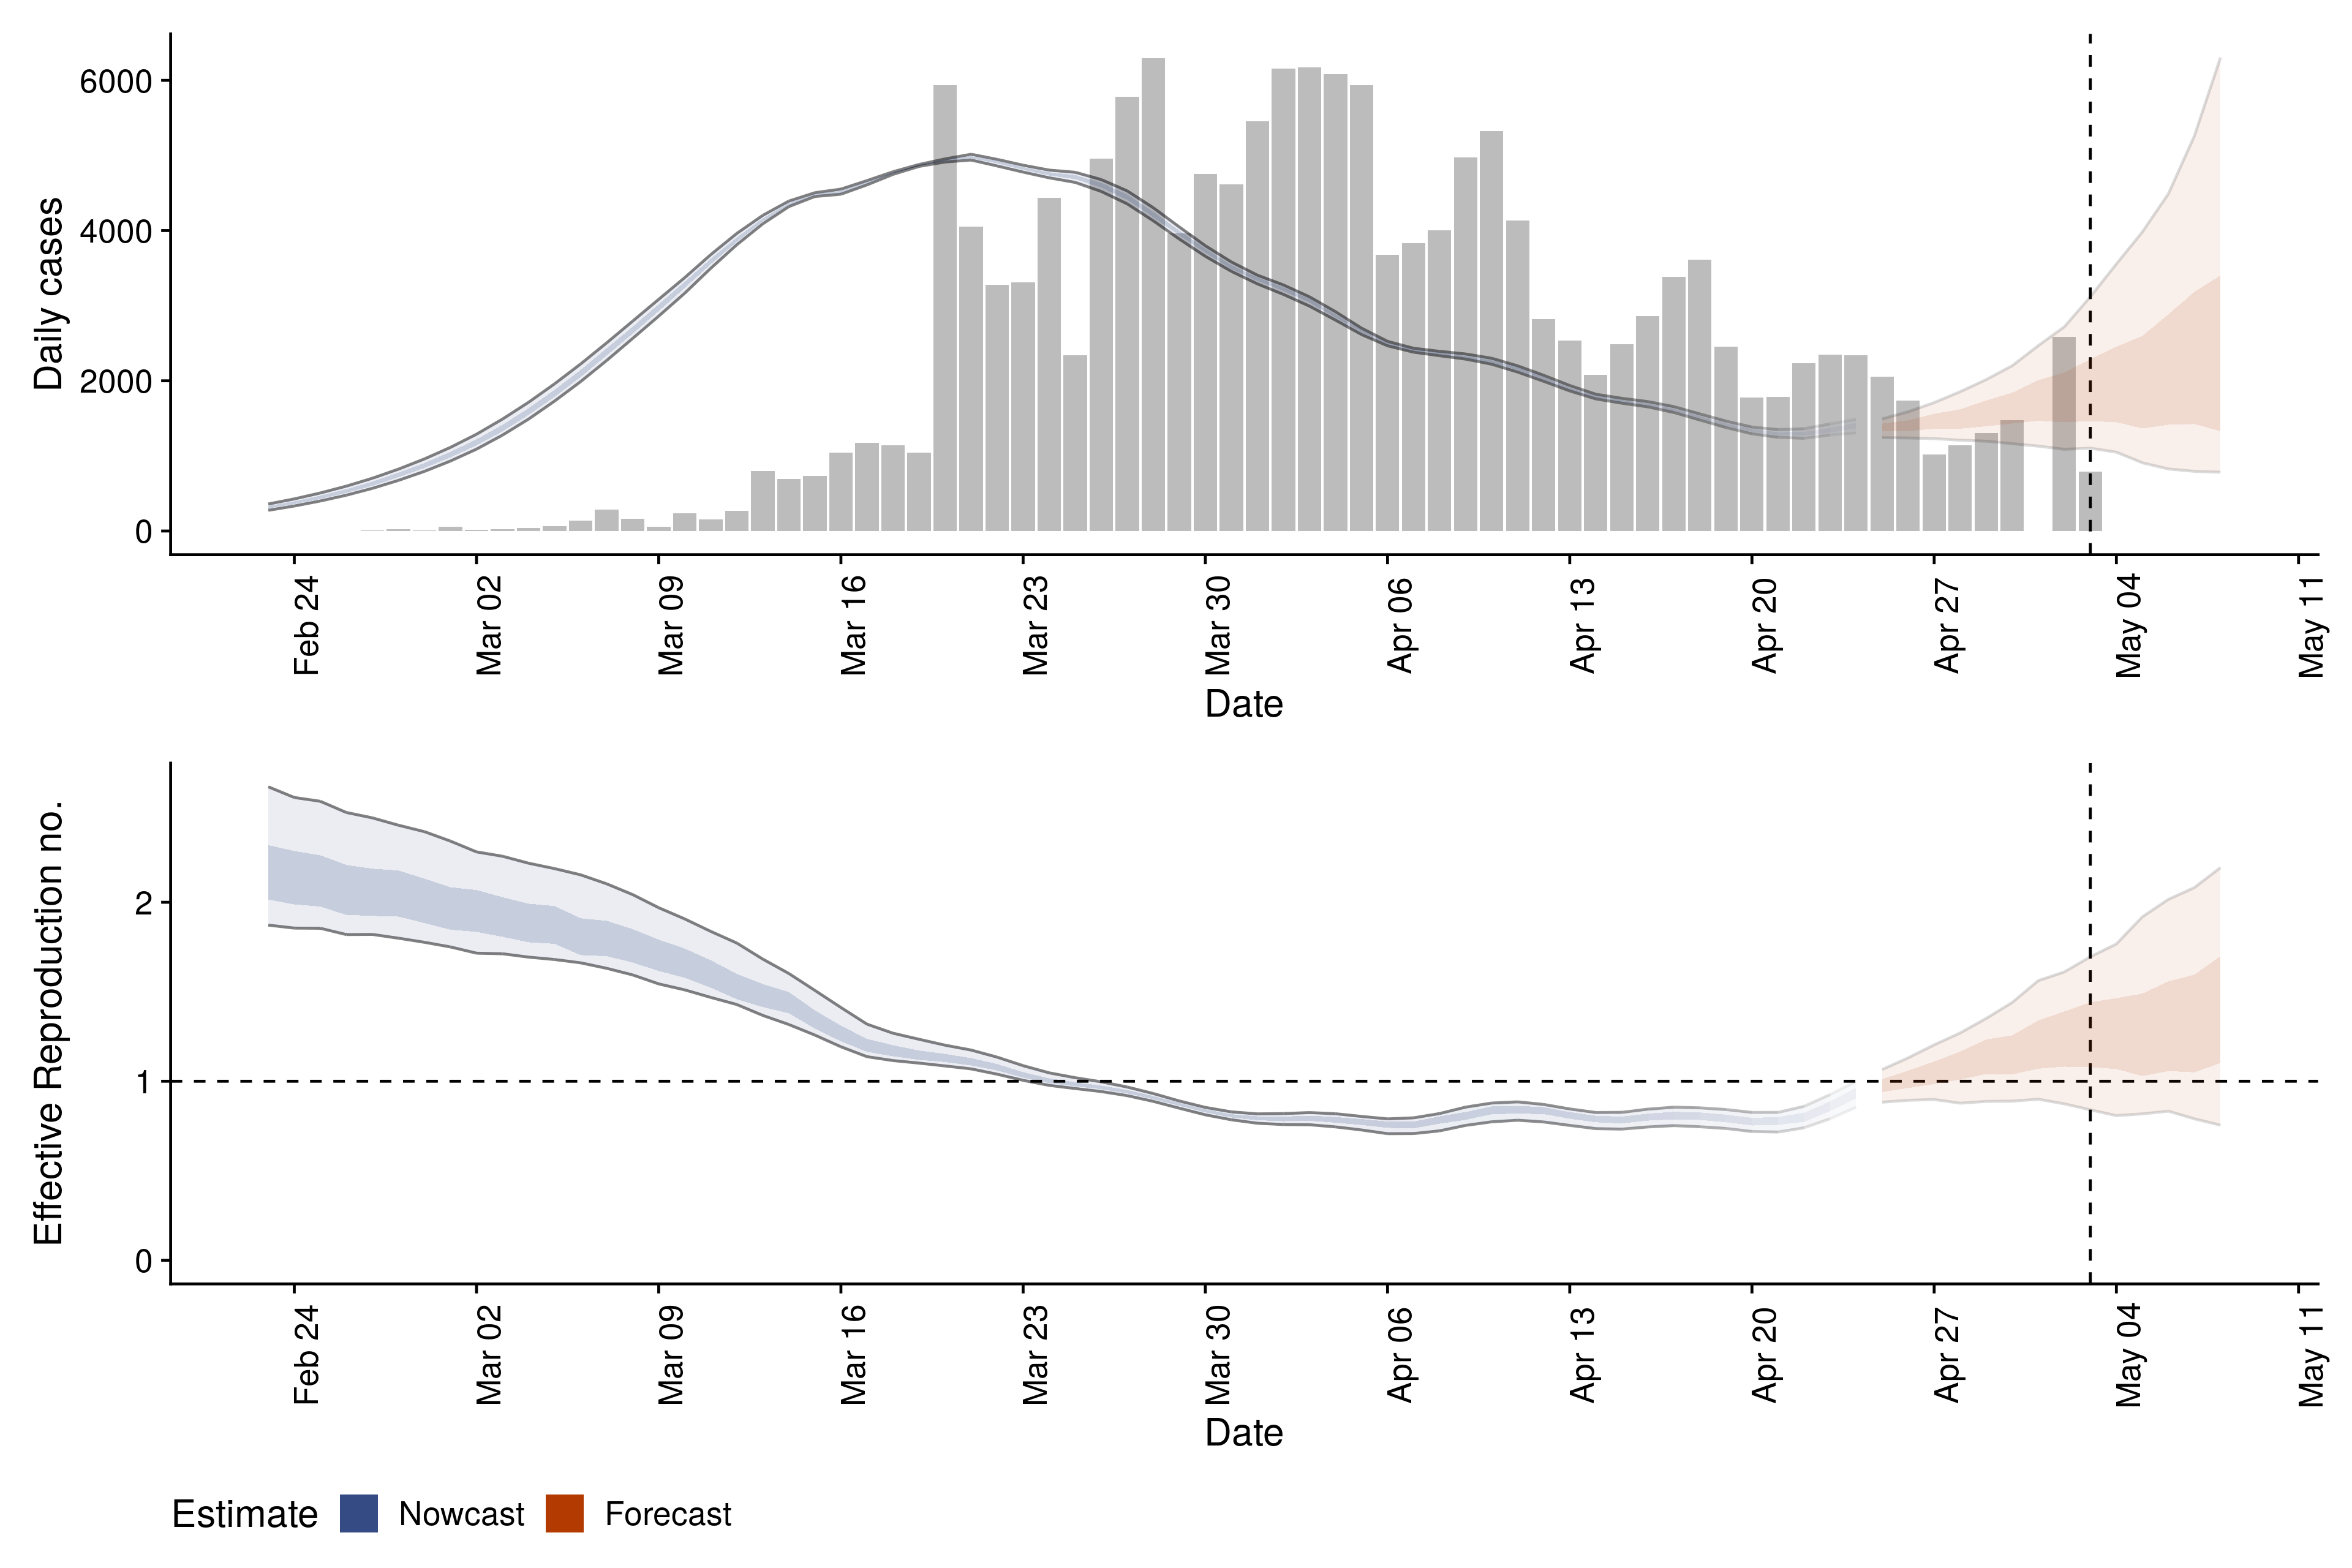 Daily cases
6000
4000
2000
0
Feb 24
Mar 02
Mar 09
Mar 16
Mar 23
Mar 30
Apr 06
Apr 13
Apr 20
Apr 27
May 04
May 11
Date
Effective Reproduction no.
2
1
0
Feb 24
Mar 02
Mar 09
Mar 16
Mar 23
Mar 30
Apr 06
Apr 13
Apr 20
Apr 27
May 04
May 11
Date
Estimate Nowcast Forecast